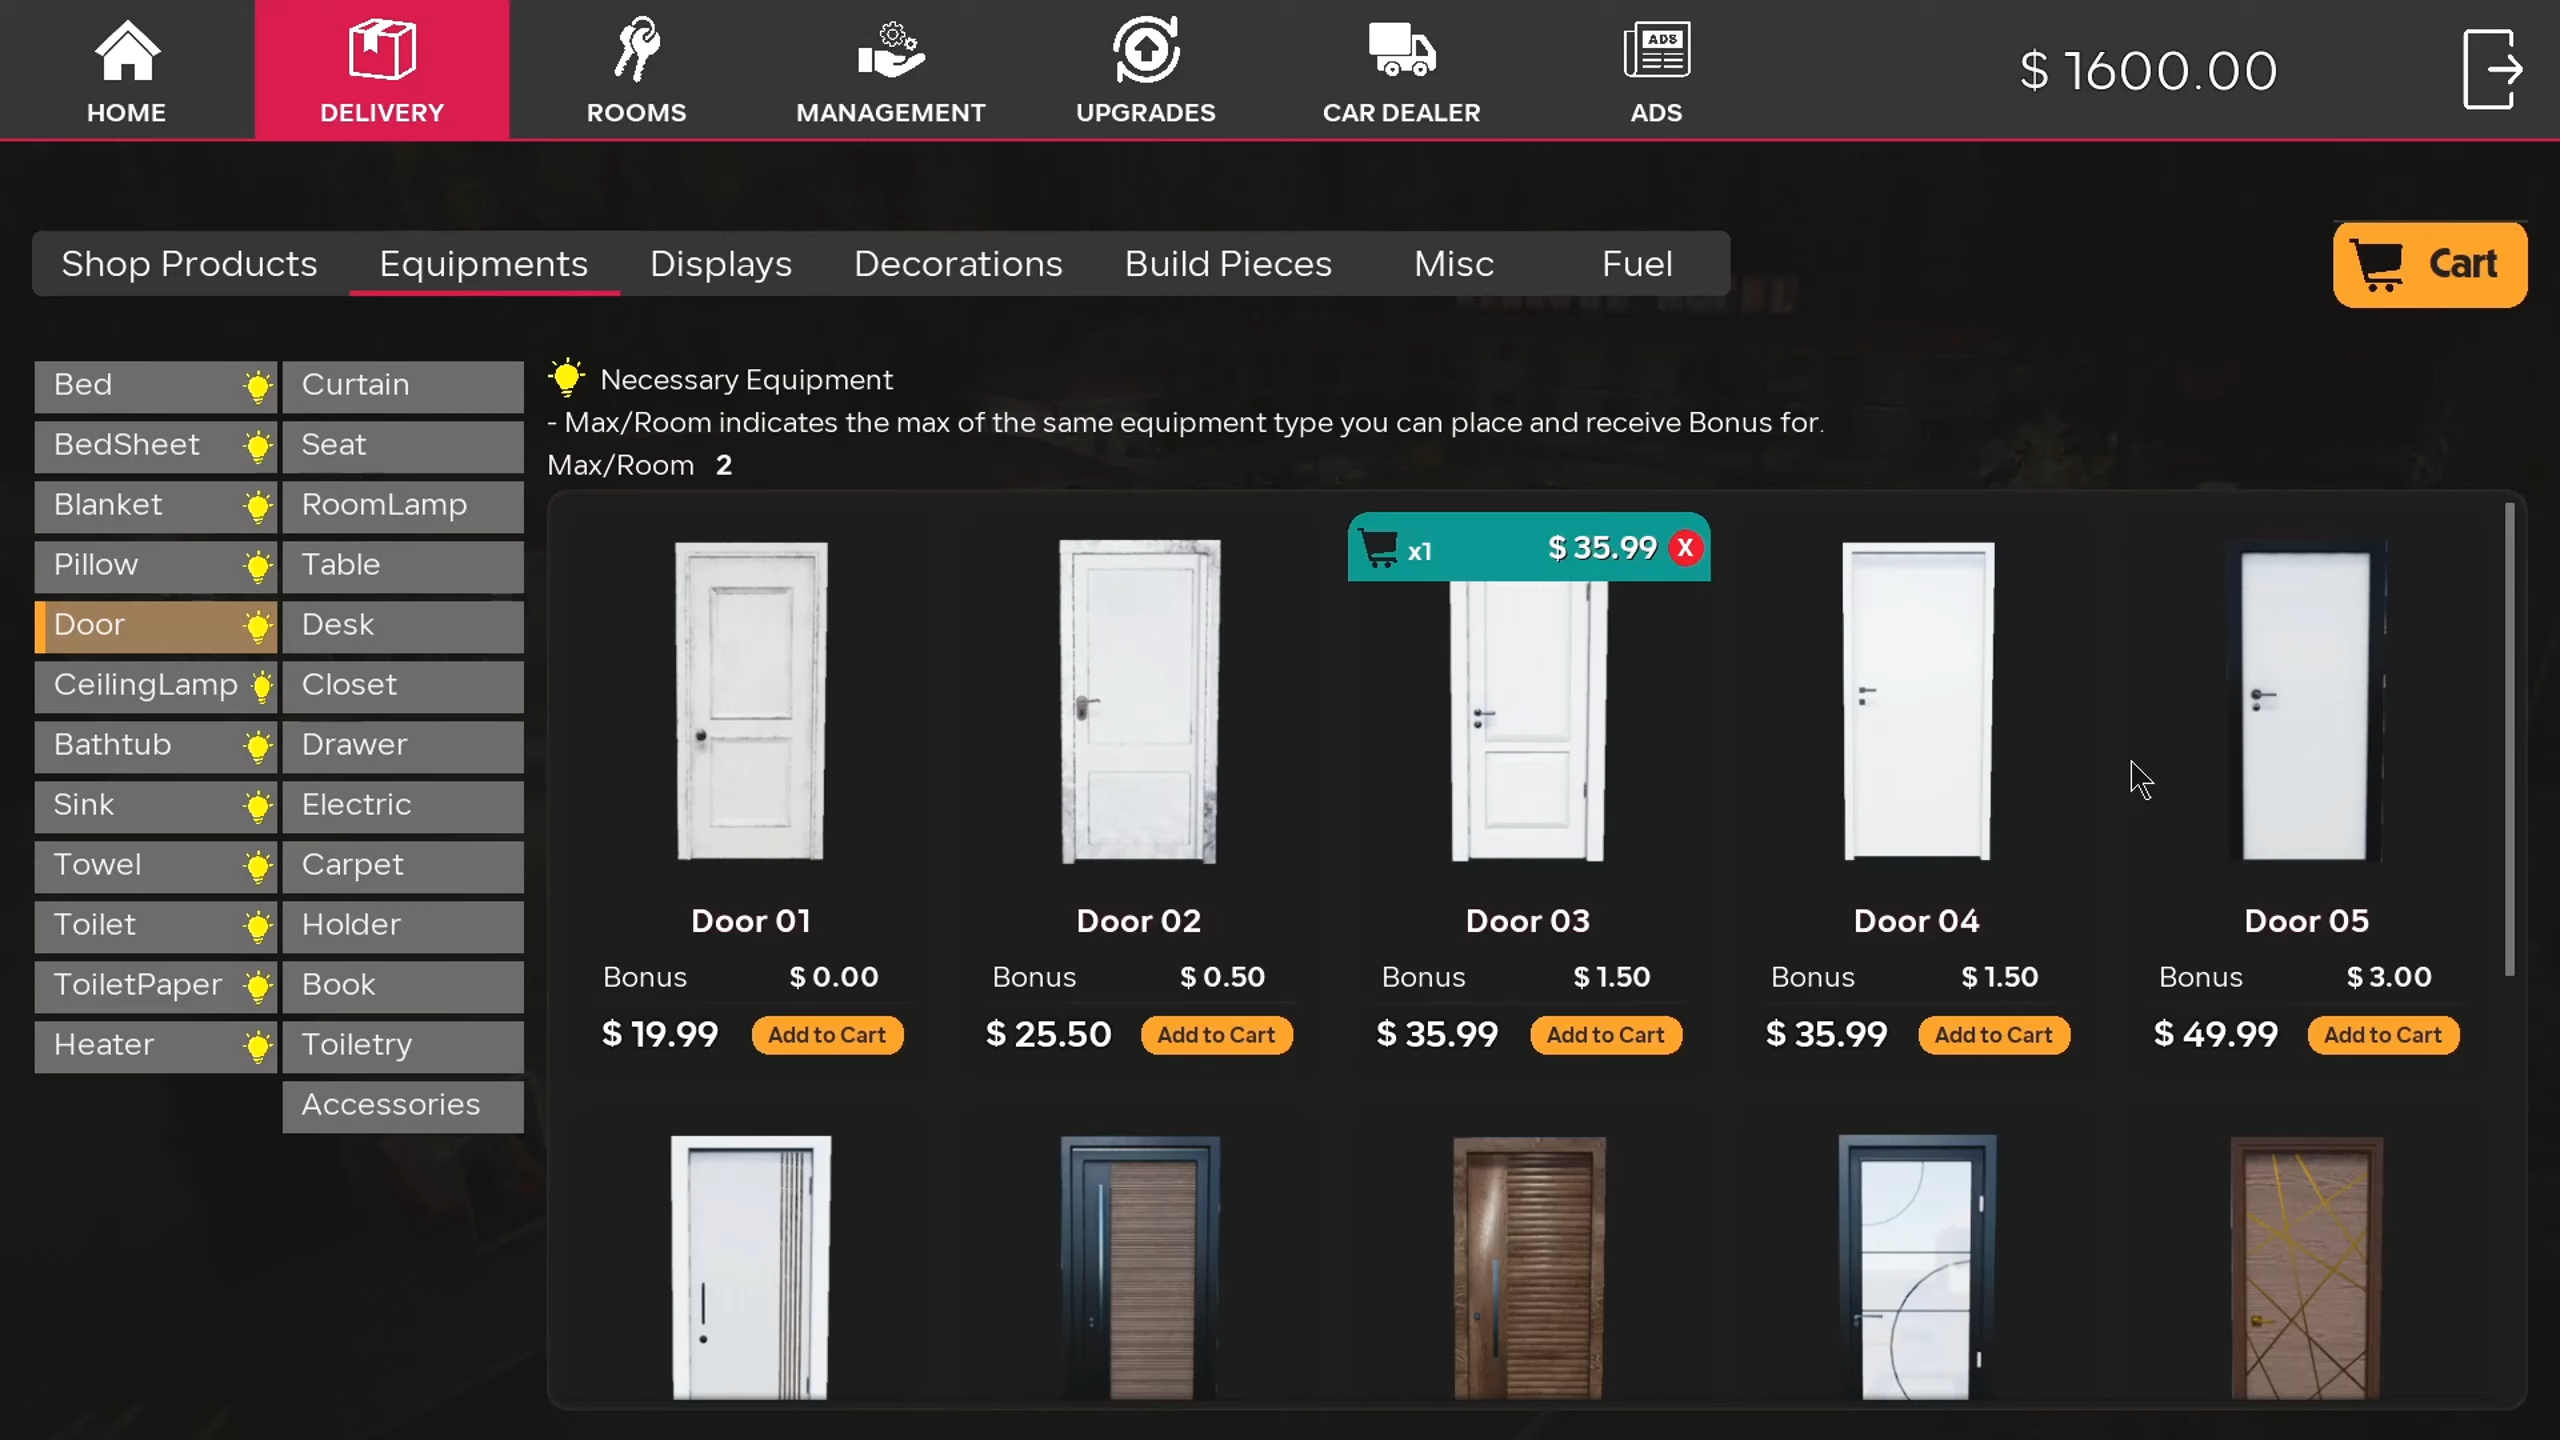 HOME
DELIVERY
ROOMS
MANAGEMENT
UPGRADES
CAR DEALER
ADS
ADS
$ 1600.00
Shop Products
Equipments
Displays
Decorations
Build Pieces
Misc
Fuel
Cart
Bed
BedSheet
Blanket
Pillow
Door
CeilingLamp
Bathtub
Sink
Towel
Toilet
ToiletPaper
Heater
Curtain
Seat
RoomLamp
Table
Desk
Closet
Drawer
Electric
Carpet
Holder
Book
Toiletry
Accessories
Necessary Equipment
- Max/Room indicates the max of the same equipment type you can place and receive Bonus for.
Max/Room 2
x1 $ 35.99 X
Door 01
Bonus $ 0.00
$ 19.99 Add to Cart
Door 02
Bonus $ 0.50
$ 25.50 Add to Cart
Door 03
Bonus $ 1.50
$ 35.99 Add to Cart
Door 04
Bonus $ 1.50
$ 35.99 Add to Cart
Door 05
Bonus $ 3.00
$ 49.99 Add to Cart